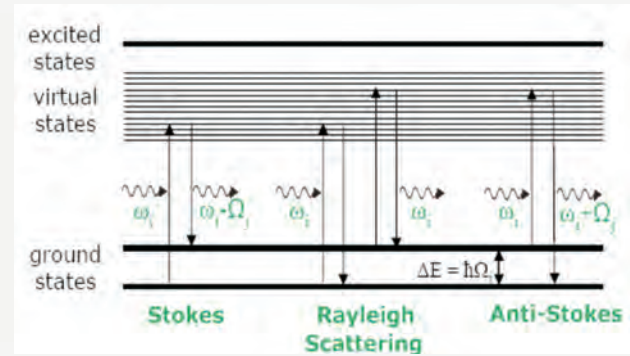 excited
states
virtual
states
ωᵢ
ωᵢ-Ωⱼ
ωᵢ
ωᵢ
ωᵢ
ωᵢ+Ωⱼ
ground
states
ΔE = ħΩ
Stokes
Rayleigh
Scattering
Anti-Stokes